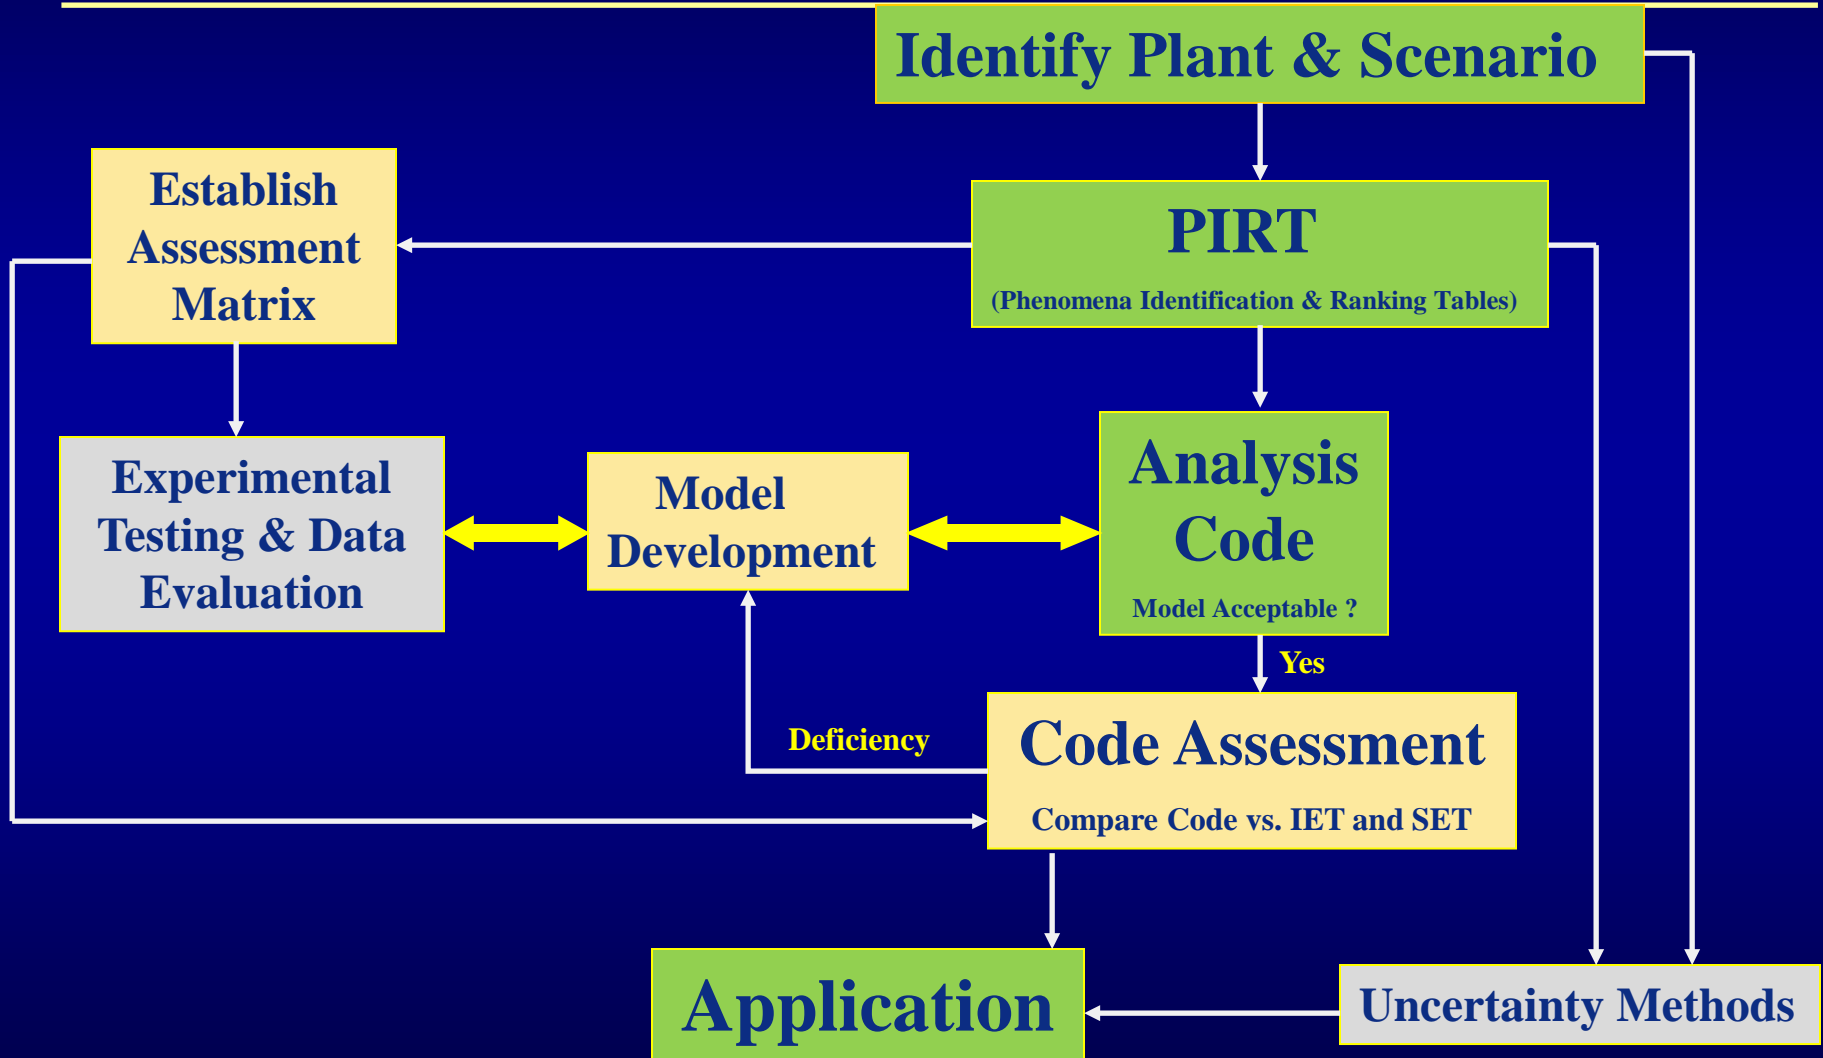 Identify Plant & Scenario
Establish
Assessment
Matrix
PIRT
(Phenomena Identification & Ranking Tables)
Experimental
Testing & Data
Evaluation
Model
Development
Analysis
Code
Model Acceptable ?
Yes
Deficiency
Code Assessment
Compare Code vs. IET and SET
Application
Uncertainty Methods